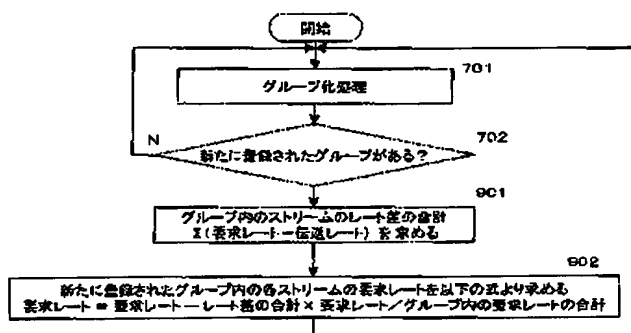 開始
701
グループ化処理
702
N
新たに登録されたグループがある？
901
グループ内のストリームのレート差の合計
Σ(要求レート－伝送レート) を求める
902
新たに登録されたグループ内の各ストリームの要求レートを以下の式より求める
要求レート = 要求レート－レート差の合計 × 要求レート／グループ内の要求レートの合計